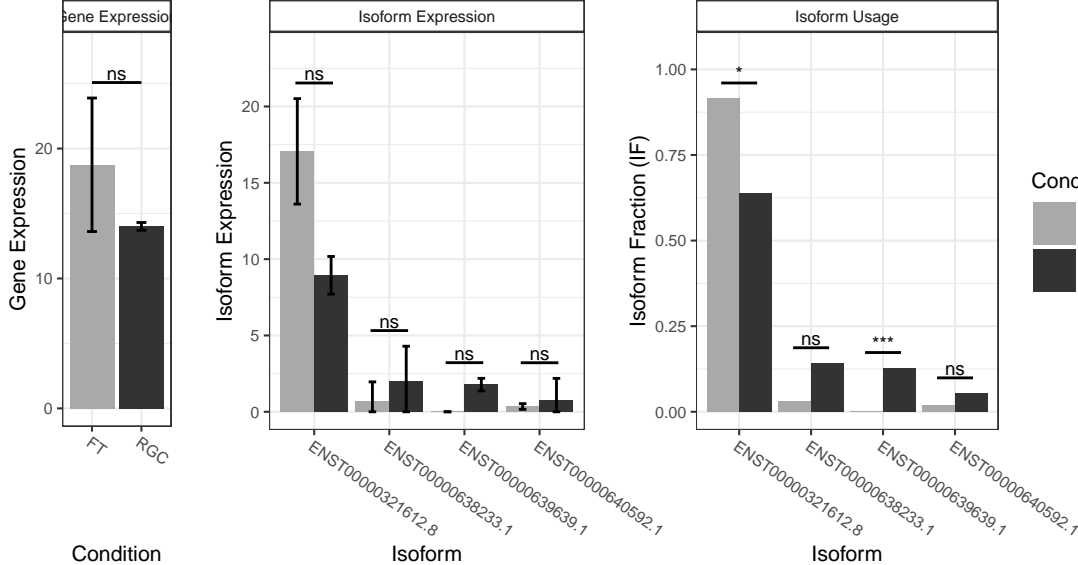 Gene Expression
Gene Expression
20
10
0
ns
FT
RGC
Condition
Isoform Expression
Isoform Expression
20
15
10
5
0
ns
ns
ns
ns
ENST00000321612.8
ENST00000638233.1
ENST00000639639.1
ENST00000640592.1
Isoform
Isoform Usage
Isoform Fraction (IF)
1.00
0.75
0.50
0.25
0.00
*
ns
***
ns
ENST00000321612.8
ENST00000638233.1
ENST00000639639.1
ENST00000640592.1
Isoform
Cond